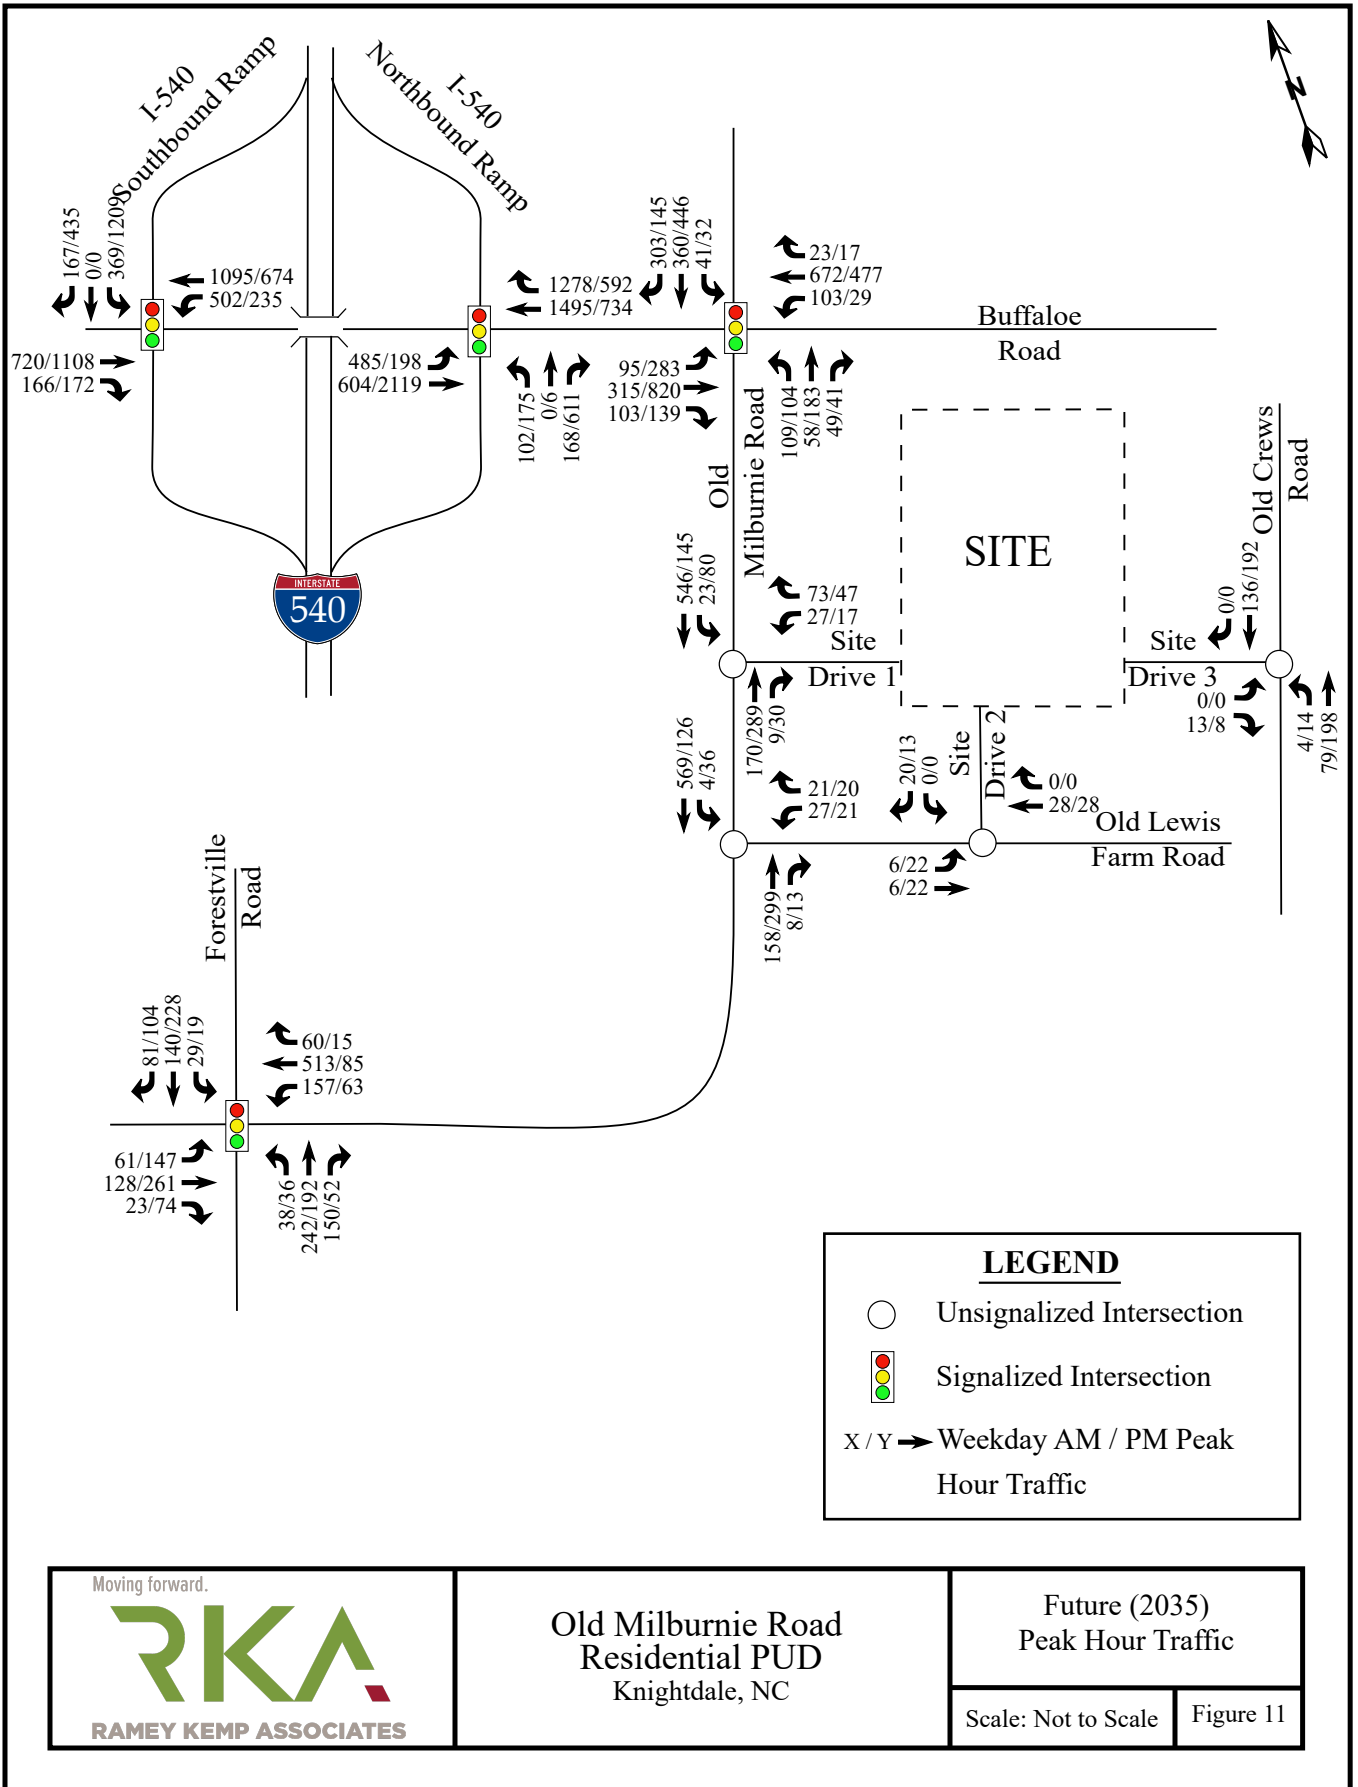 I-540
Southbound Ramp
I-540
Northbound Ramp
N
167/435
0/0
369/1209
1095/674
502/235
720/1108
166/172
1278/592
1495/734
485/198
604/2119
102/175
0/6
168/611
303/145
360/446
41/32
23/17
672/477
103/29
95/283
315/820
103/139
109/104
58/183
49/41
Buffaloe
Road
Old
Milburnie Road
Old Crews
Road
SITE
INTERSTATE
540
546/145
23/80
73/47
27/17
Site
Drive 1
170/289
9/30
0/0
136/192
Site
Drive 3
0/0
13/8
4/14
79/198
569/126
4/36
21/20
27/21
158/299
8/13
20/13
0/0
Site
Drive 2
0/0
28/28
6/22
6/22
Old Lewis
Farm Road
Forestville
Road
81/104
140/228
29/19
60/15
513/85
157/63
61/147
128/261
23/74
38/36
242/192
150/52
LEGEND
Unsignalized Intersection
Signalized Intersection
X / Y Weekday AM / PM Peak
Hour Traffic
Moving forward.
RKA
RAMEY KEMP ASSOCIATES
Old Milburnie Road
Residential PUD
Knightdale, NC
Future (2035)
Peak Hour Traffic
Scale: Not to Scale
Figure 11